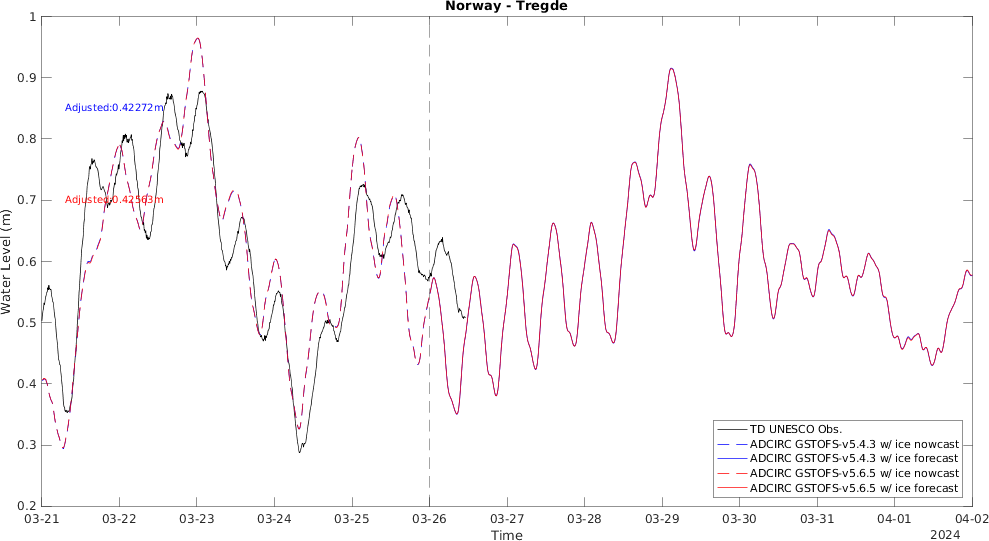 Norway - Tregde
1
0.9
0.8
0.7
0.6
0.5
0.4
0.3
0.2
Water Level (m)
Adjusted:0.42272m
Adjusted:0.42563m
TD UNESCO Obs.
ADCIRC GSTOFS-v5.4.3 w/ ice nowcast
ADCIRC GSTOFS-v5.4.3 w/ ice forecast
ADCIRC GSTOFS-v5.6.5 w/ ice nowcast
ADCIRC GSTOFS-v5.6.5 w/ ice forecast
03-21 03-22 03-23 03-24 03-25 03-26 03-27 03-28 03-29 03-30 03-31 04-01 04-02
Time
2024